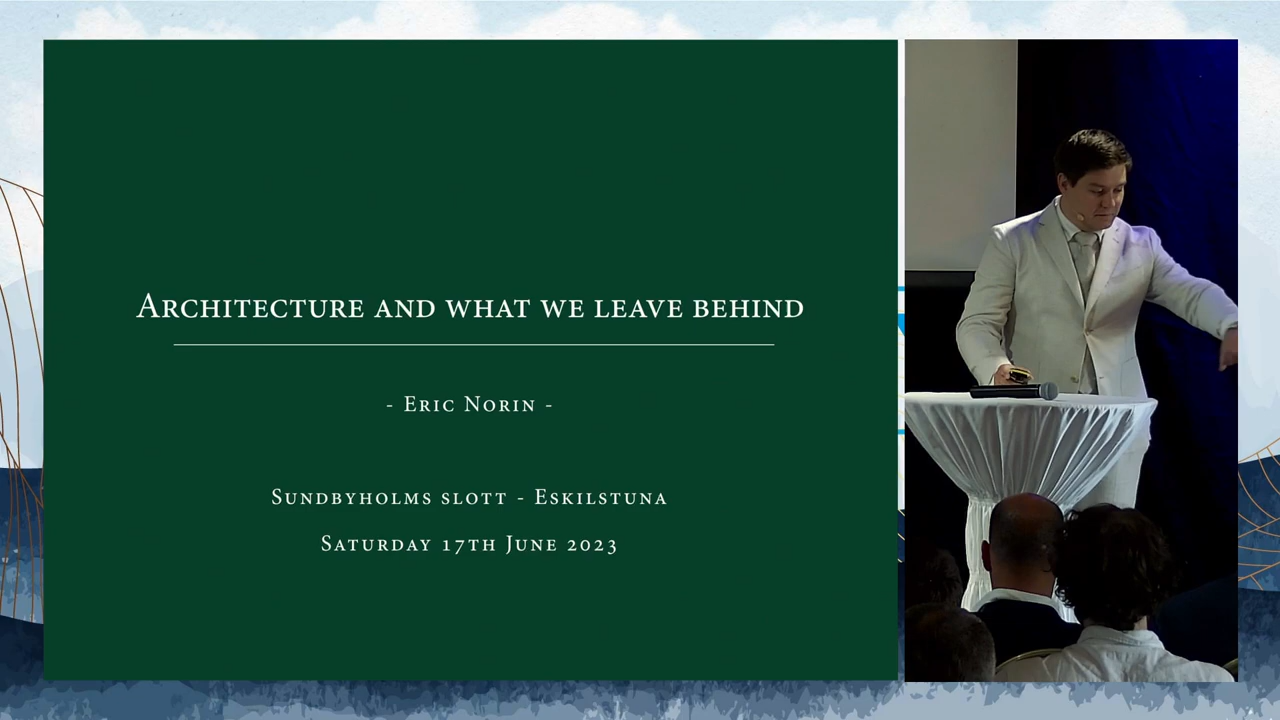 Architecture and what we leave behind
- Eric Norin -
Sundbyholms slott - Eskilstuna
Saturday 17th June 2023